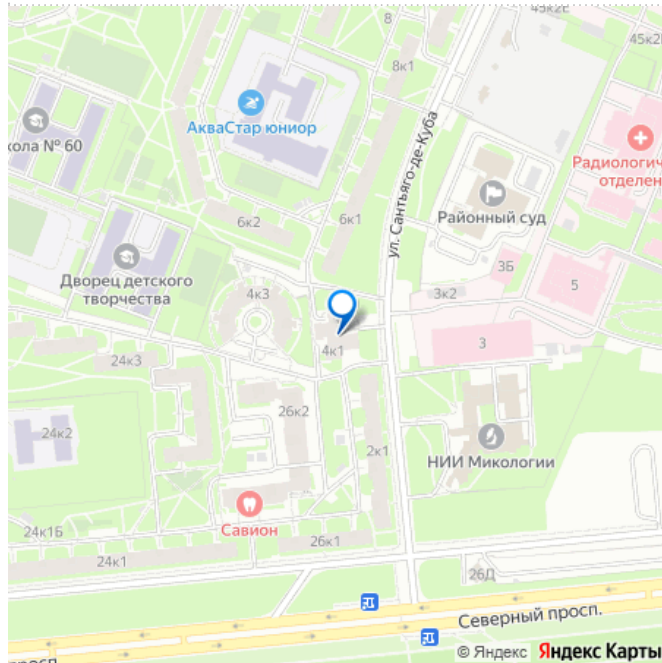 45к2Е
8к1
45к2
АкваСтар юниор
кола № 60
Радиологич
отделен
ул. Сантьяго-де-Куба
Районный суд
6к2
6к1
3Б
Дворец детского
творчества
4к3
3к2
5
4к1
3
24к3
26к2
24к2
2к1
НИИ Микологии
24к1Б
Савион
24к1
26к1
26Д
Северный просп.
просп
© Яндекс Яндекс Карты